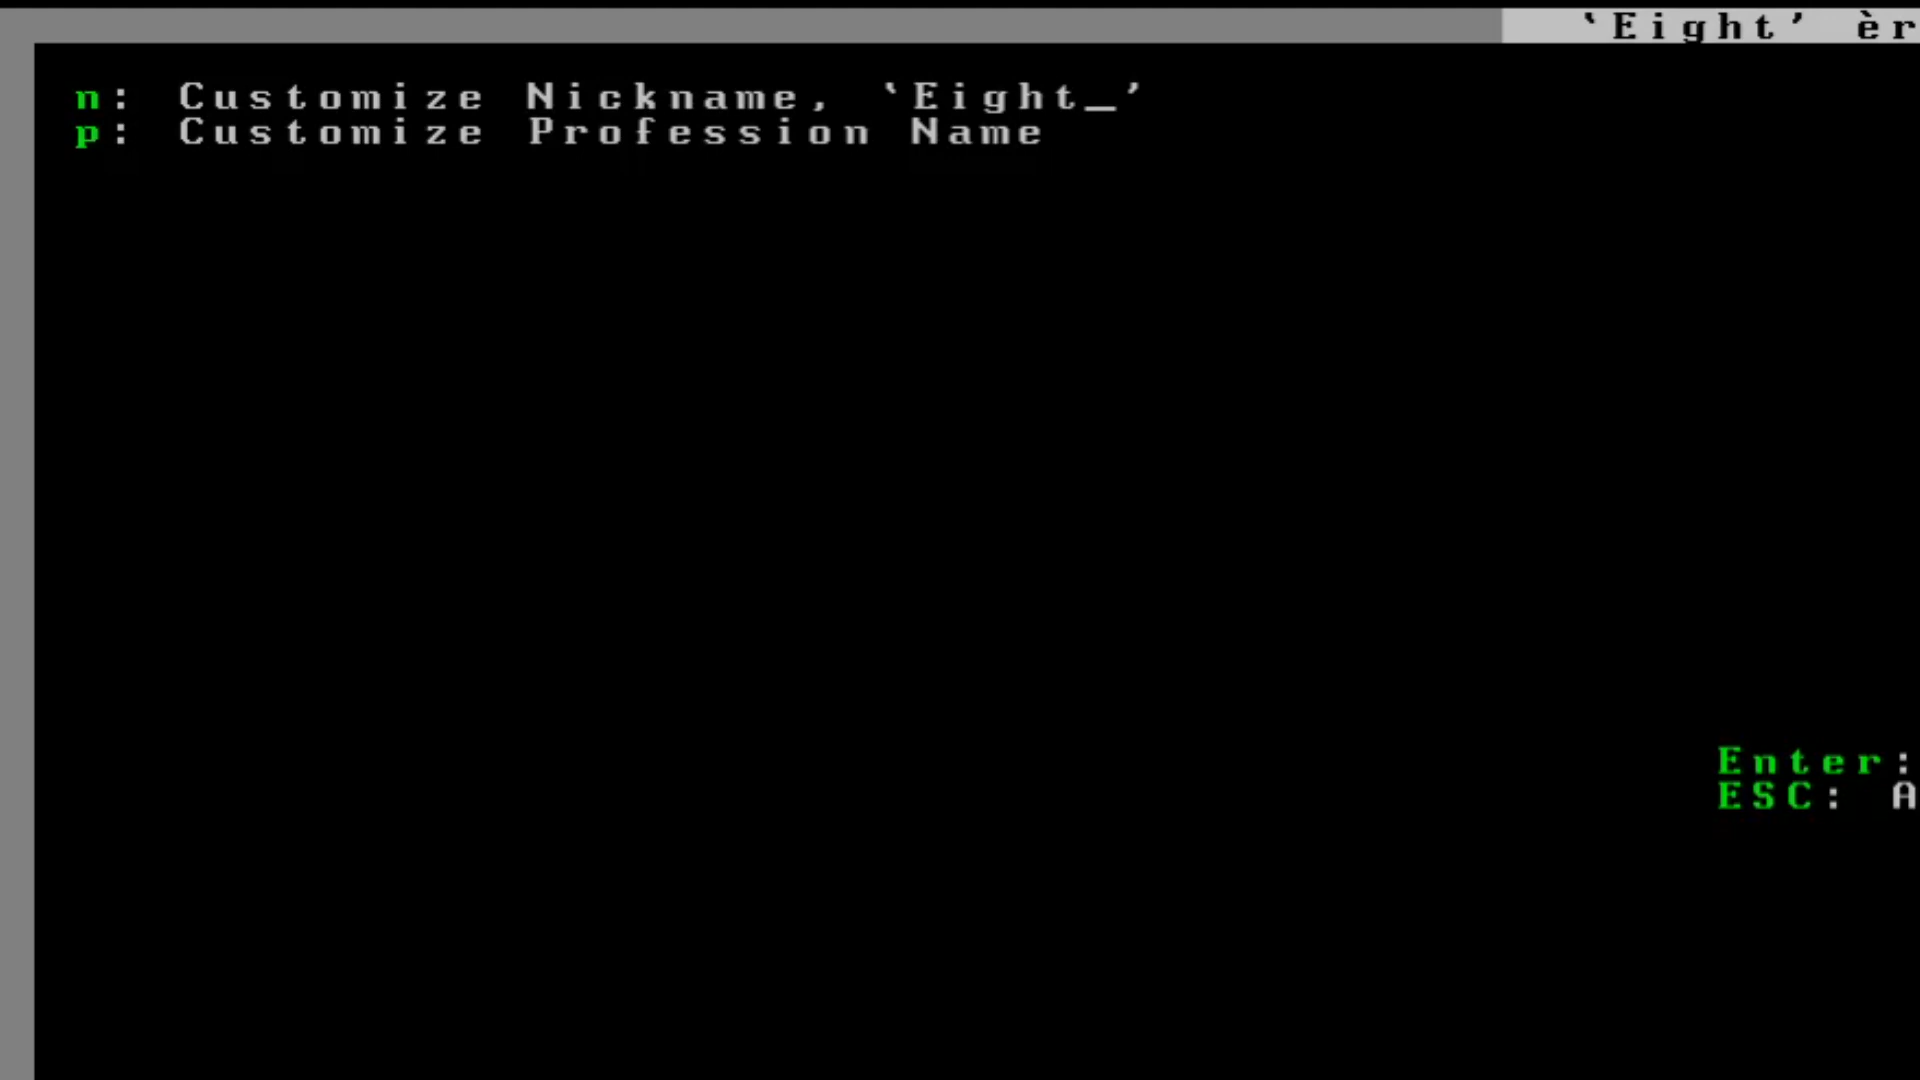 ‘Eight’ èr
n: Customize Nickname, ‘Eight_’
p: Customize Profession Name
Enter:
ESC: A